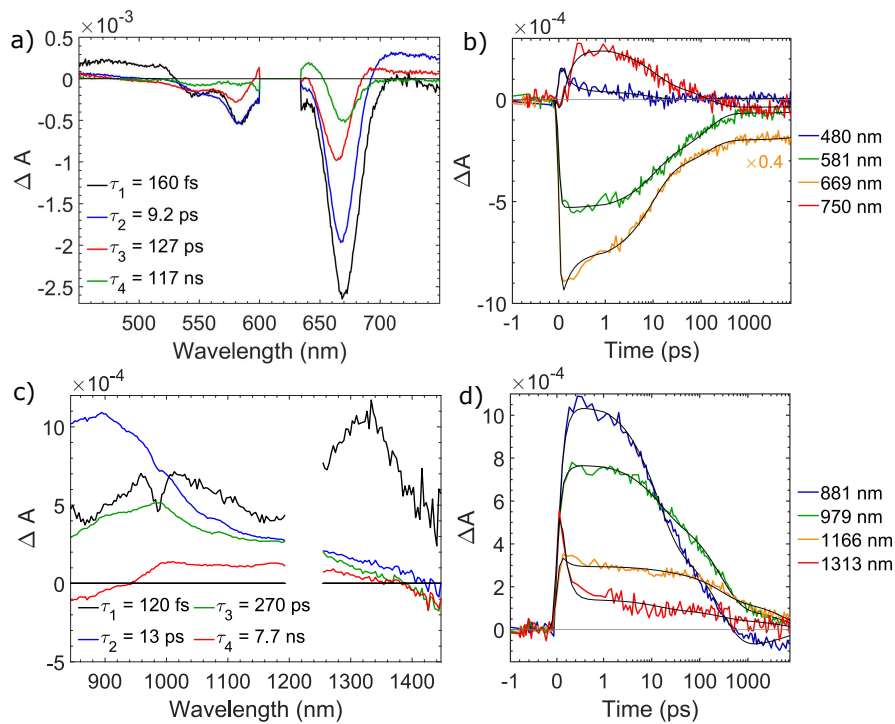 a)
×10⁻³
0.5
0
-0.5
-1
-1.5
-2
-2.5
Δ A
τ₁ = 160 fs
τ₂ = 9.2 ps
τ₃ = 127 ps
τ₄ = 117 ns
500 550 600 650 700
Wavelength (nm)
b)
×10⁻⁴
5
0
-5
-10
480 nm
581 nm
669 nm
750 nm
×0.4
-1 0 1 10 100 1000
Time (ps)
c)
×10⁻⁴
10
5
0
-5
Δ A
τ₁ = 120 fs τ₃ = 270 ps
τ₂ = 13 ps τ₄ = 7.7 ns
900 1000 1100 1200 1300 1400
Wavelength (nm)
d)
×10⁻⁴
10
8
6
4
2
0
881 nm
979 nm
1166 nm
1313 nm
-1 0 1 10 100 1000
Time (ps)